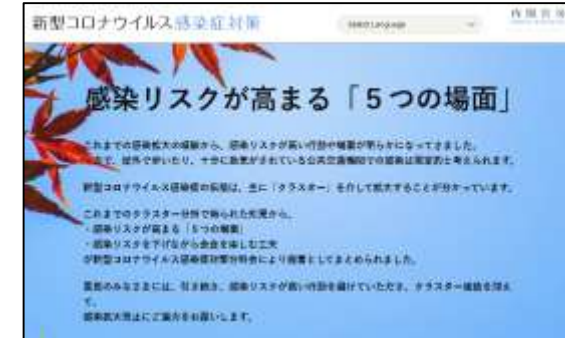 新型コロナウイルス感染症対策
Select Language
感染リスクが高まる「5つの場面」
これまでの感染拡大の経験から、感染リスクが高い行動や場面が明らかになってきました。
屋外で歩いたり、十分に換気がされている公共交通機関での感染は限定的と考えられます。
新型コロナウイルス感染症の伝播は、主に「クラスター」を介して拡大することが分かっています。
これまでのクラスター分析で得られた知見から、
・感染リスクが高まる「5つの場面」
・感染リスクを下げながら会食を楽しむ工夫
が新型コロナウイルス感染症対策分科会により提言としてまとめられました。
国民のみなさまには、引き続き、感染リスクが高い行動を避けていただき、クラスター連鎖を抑え
て、
感染拡大防止にご協力をお願いします。